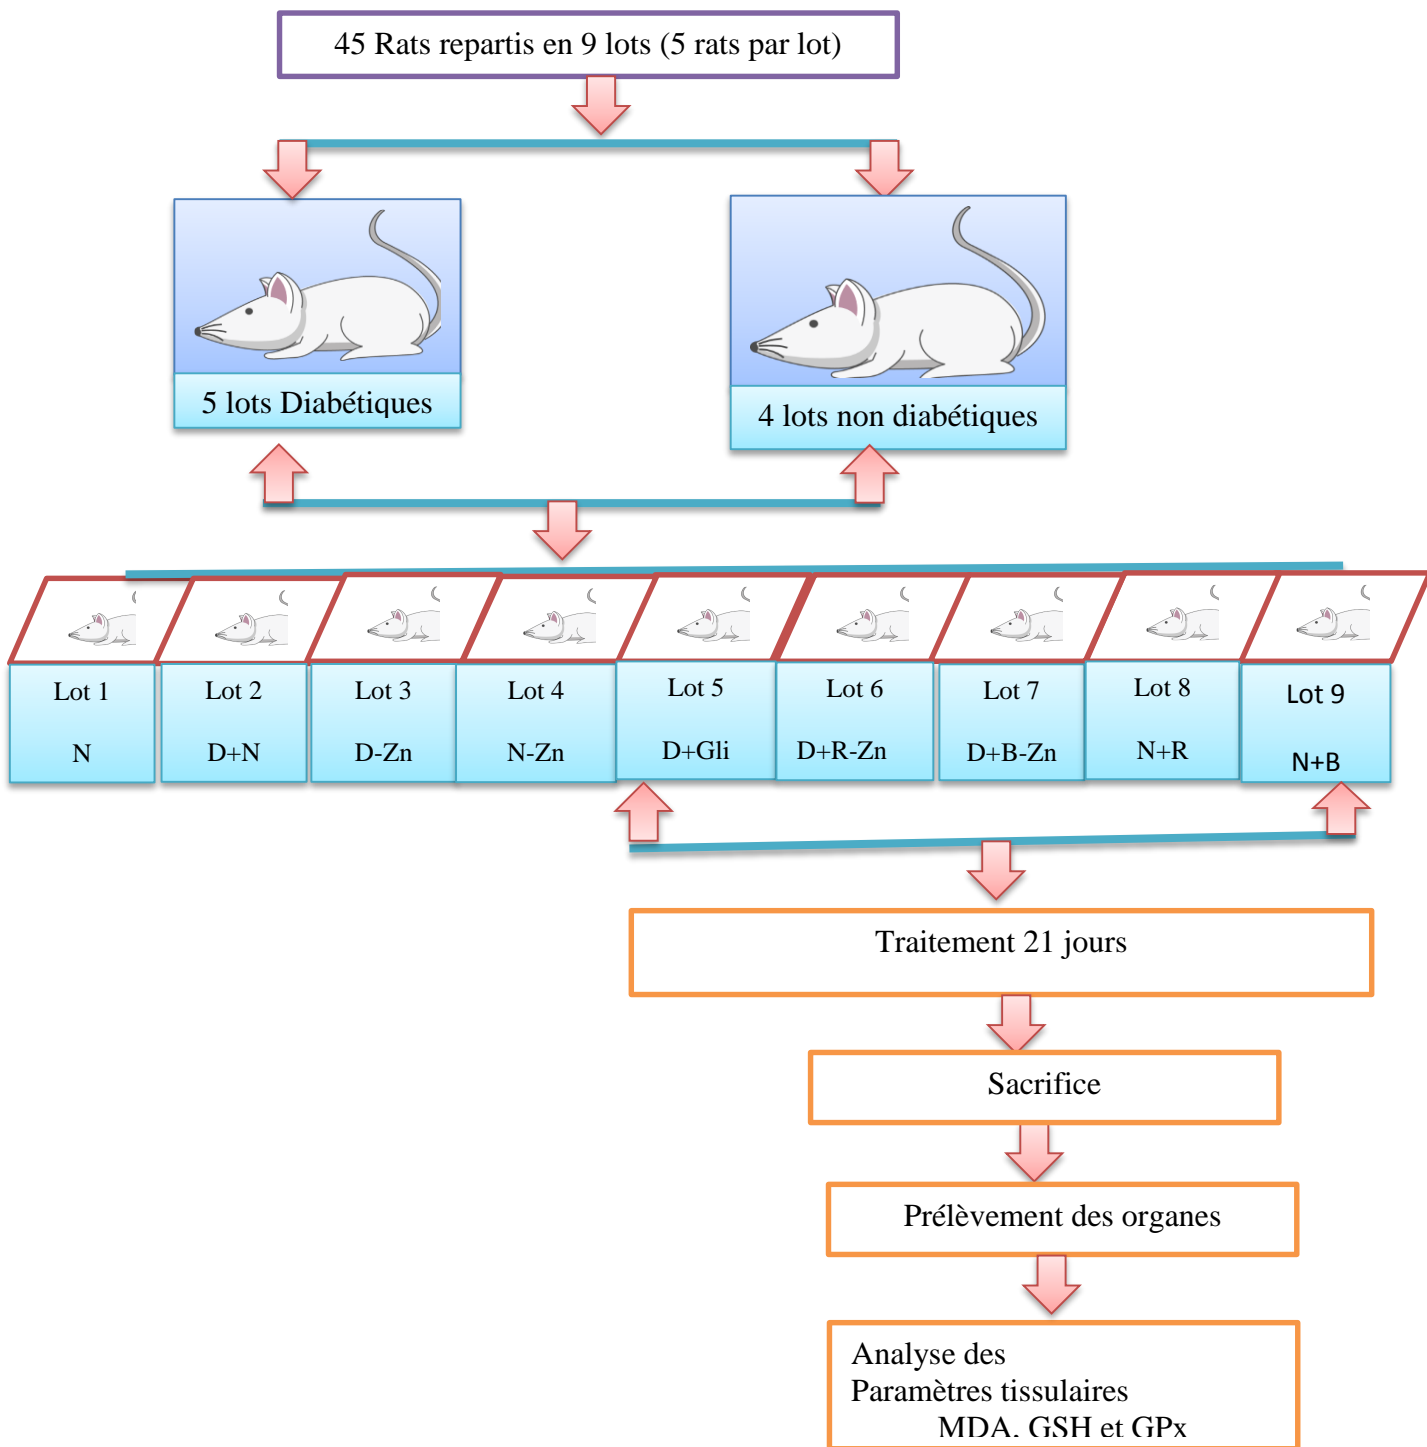 45 Rats repartis en 9 lots (5 rats par lot)
5 lots Diabétiques
4 lots non diabétiques
Lot 1
N
Lot 2
D+N
Lot 3
D-Zn
Lot 4
N-Zn
Lot 5
D+Gli
Lot 6
D+R-Zn
Lot 7
D+B-Zn
Lot 8
N+R
Lot 9
N+B
Traitement 21 jours
Sacrifice
Prélèvement des organes
Analyse des
Paramètres tissulaires
MDA, GSH et GPx